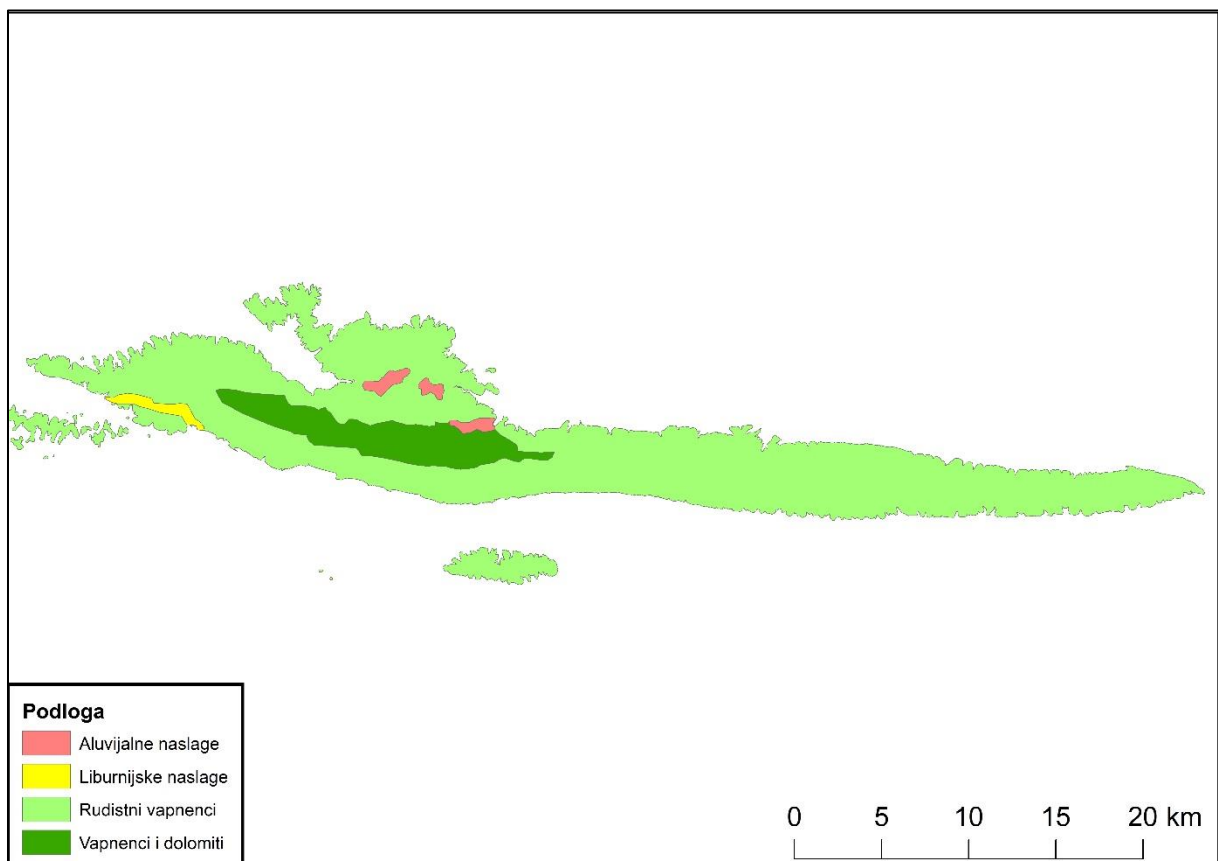 Podloga
Aluvijalne naslage
Liburnijske naslage
Rudistni vapnenci
Vapnenci i dolomiti
0 5 10 15 20 km